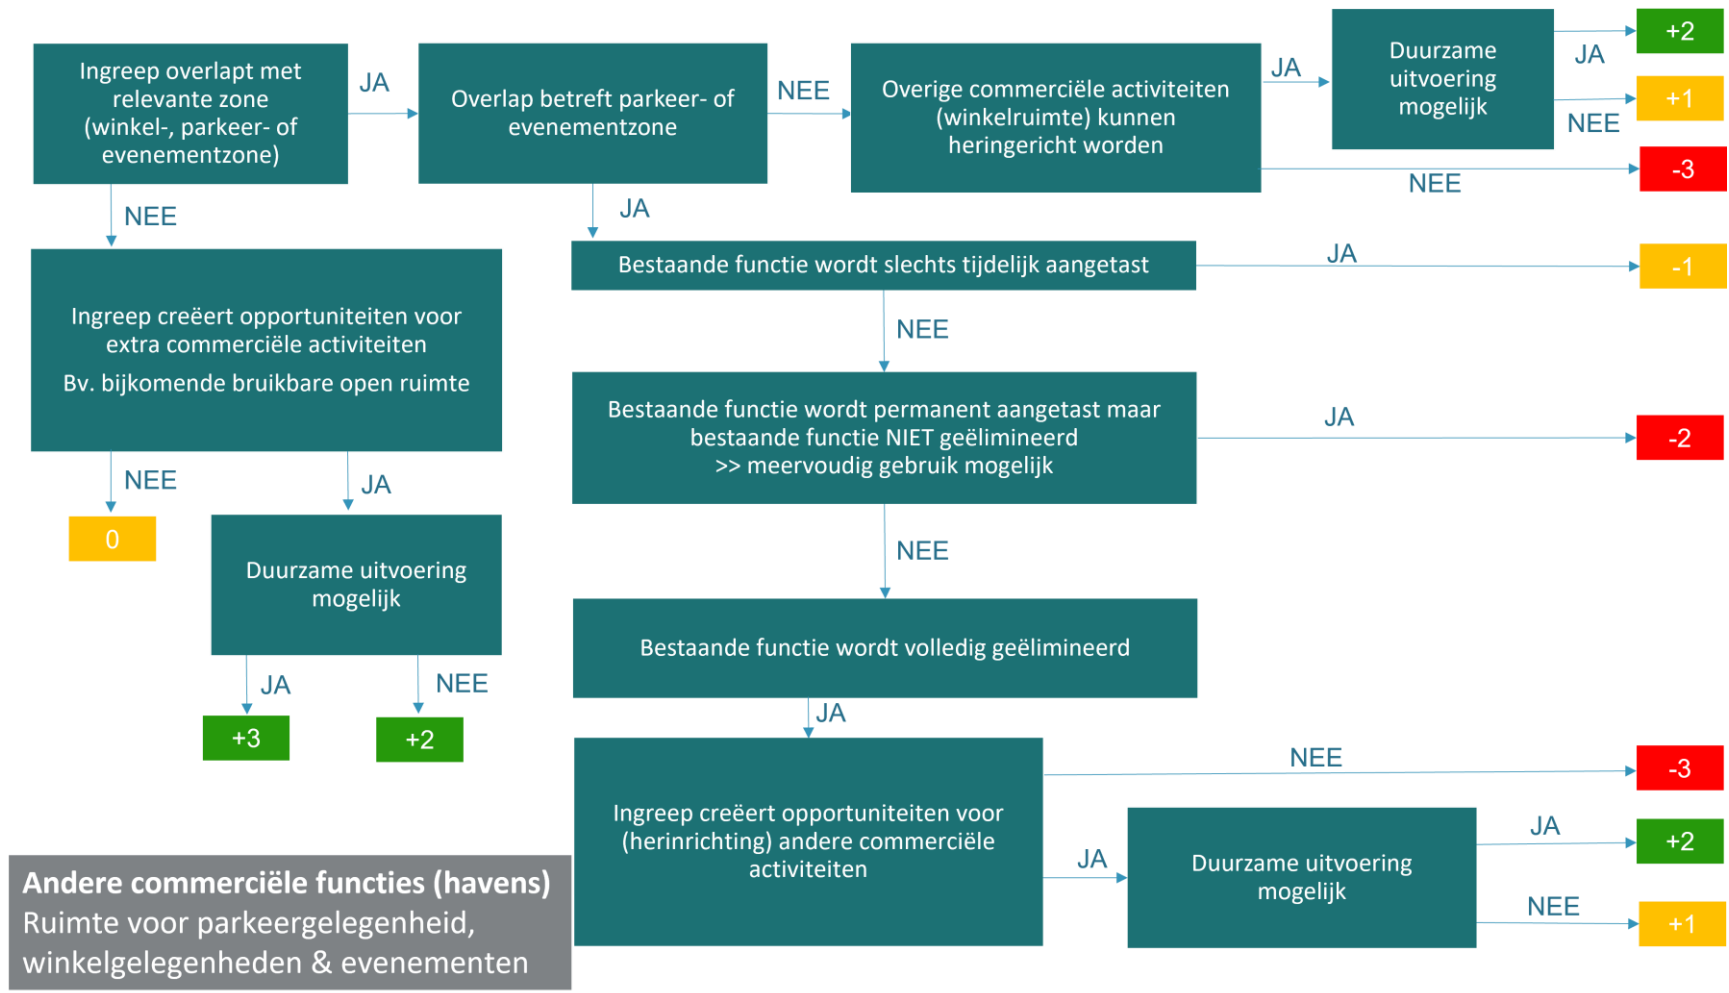 Ingreep overlapt met
relevante zone
(winkel-, parkeer- of
evenementzone)
JA
Overlap betreft parkeer- of
evenementzone
NEE
Overige commerciële activiteiten
(winkelruimte) kunnen
heringericht worden
JA
Duurzame
uitvoering
mogelijk
JA
NEE
+2
+1
NEE
-3
NEE
JA
Bestaande functie wordt slechts tijdelijk aangetast
JA
-1
Ingreep creëert opportuniteiten voor
extra commerciële activiteiten
Bv. bijkomende bruikbare open ruimte
NEE
Bestaande functie wordt permanent aangetast maar
bestaande functie NIET geëlimineerd
>> meervoudig gebruik mogelijk
JA
-2
NEE
JA
0
Duurzame uitvoering
mogelijk
NEE
JA
NEE
+3
+2
Bestaande functie wordt volledig geëlimineerd
JA
Ingreep creëert opportuniteiten voor
(herinrichting) andere commerciële
activiteiten
NEE
-3
JA
Duurzame uitvoering
mogelijk
JA
+2
NEE
+1
Andere commerciële functies (havens)
Ruimte voor parkeergelegenheid,
winkelgelegenheden & evenementen